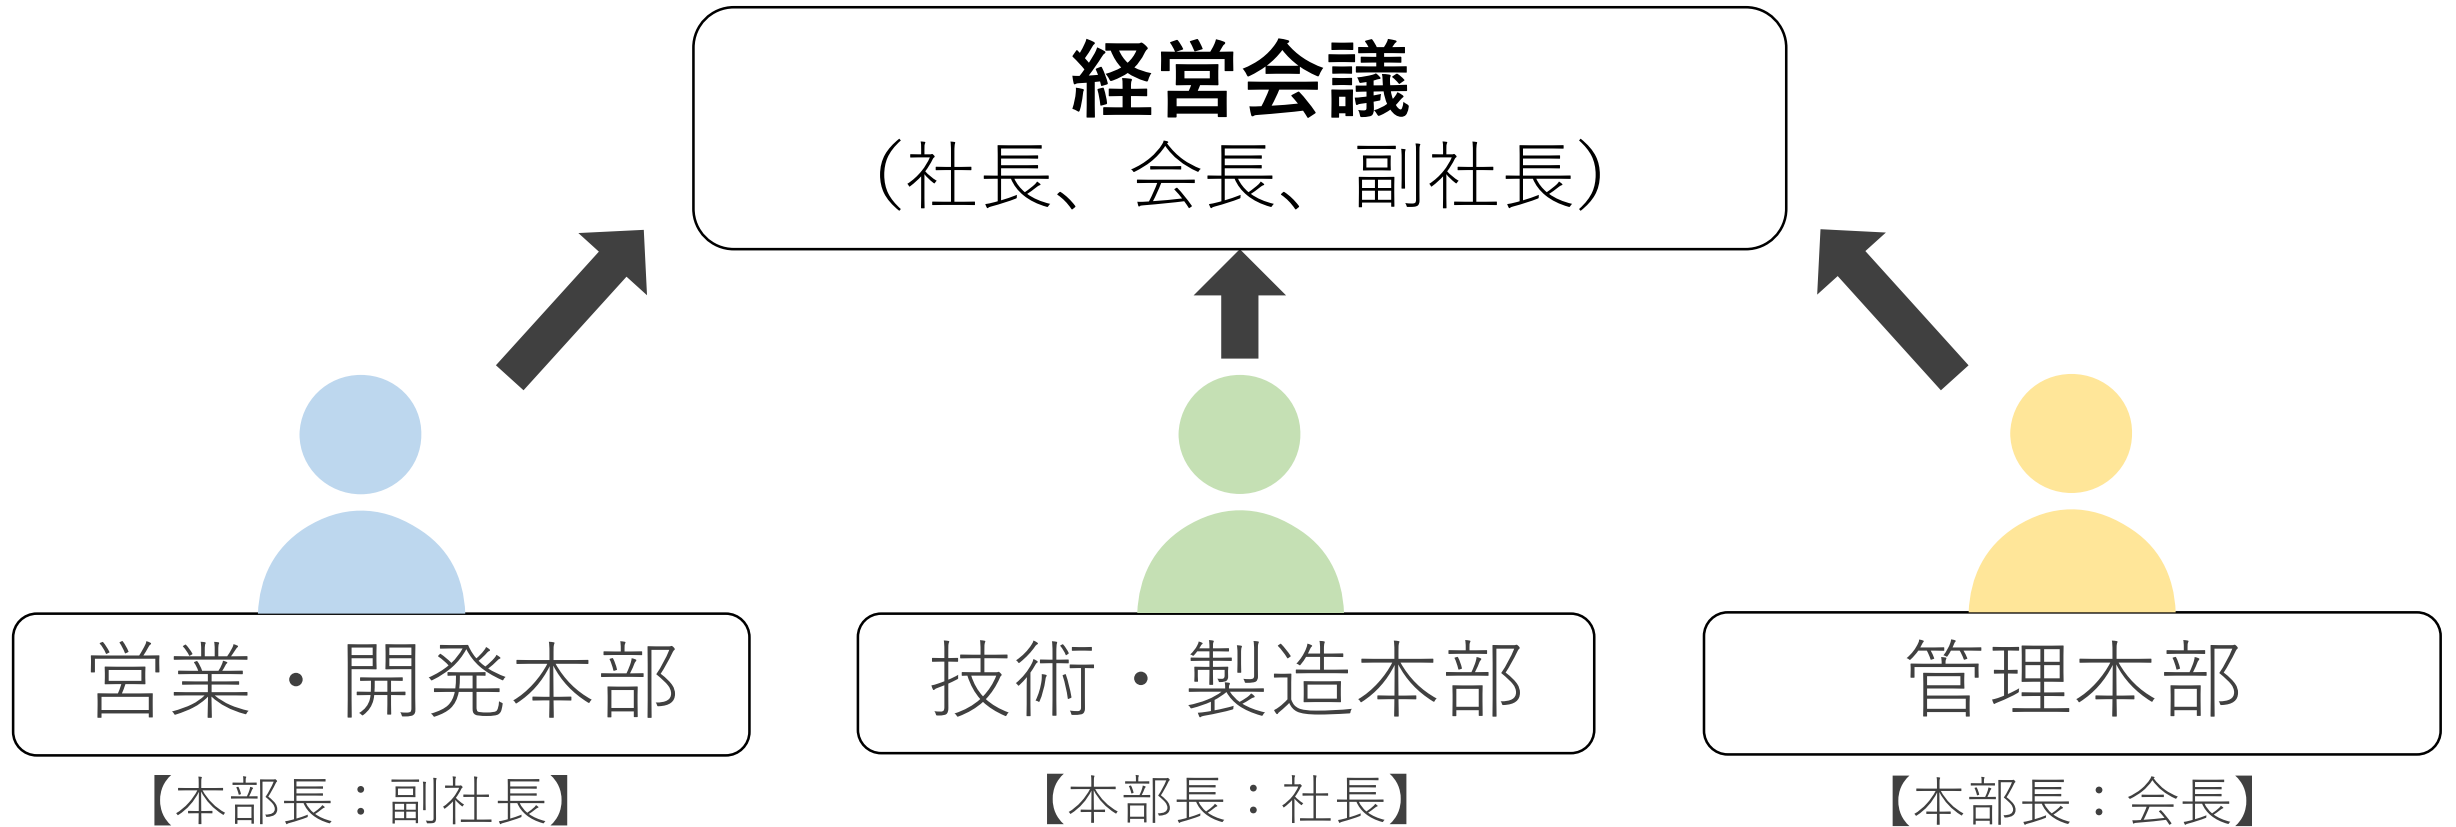 経営会議
（社長、会長、副社長）
営業・開発本部
技術・製造本部
管理本部
【本部長：副社長】
【本部長：社長】
【本部長：会長】